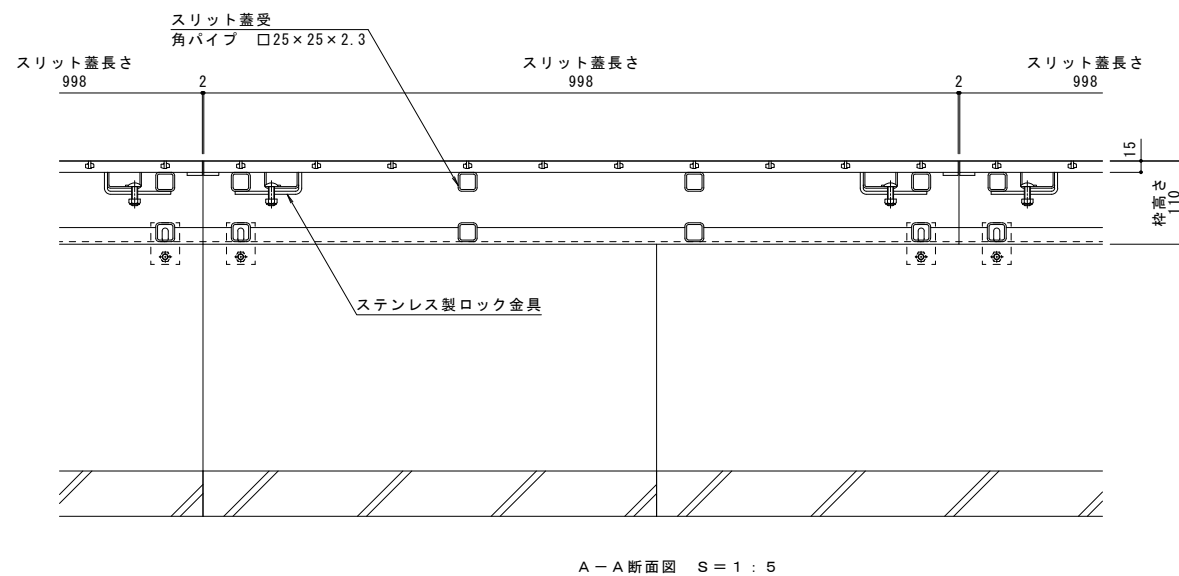 スリット蓋受
角パイプ □25×25×2.3
スリット蓋長さ
998
2
スリット蓋長さ
998
2
スリット蓋長さ
998
15
枠高さ
110
ステンレス製ロック金具
A－A断面図 S＝1：5